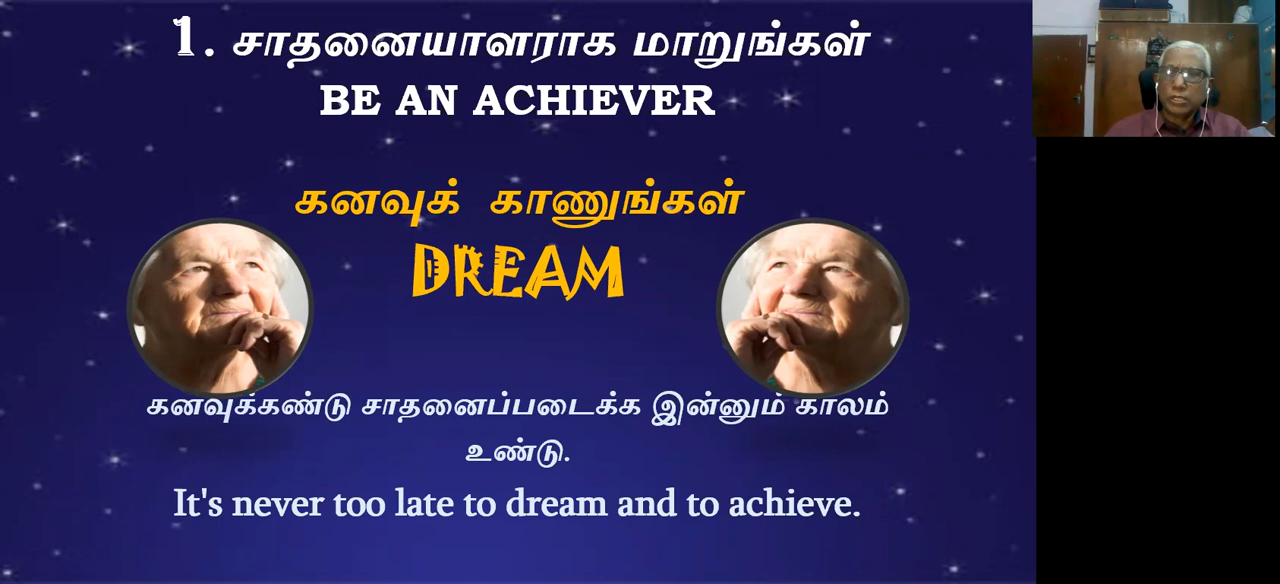 1. சாதனையாளராக மாறுங்கள்
BE AN ACHIEVER
கனவுக் காணுங்கள்
DREAM
கனவுக்கண்டு சாதனைப்படைக்க இன்னும் காலம்
உண்டு.
It's never too late to dream and to achieve.